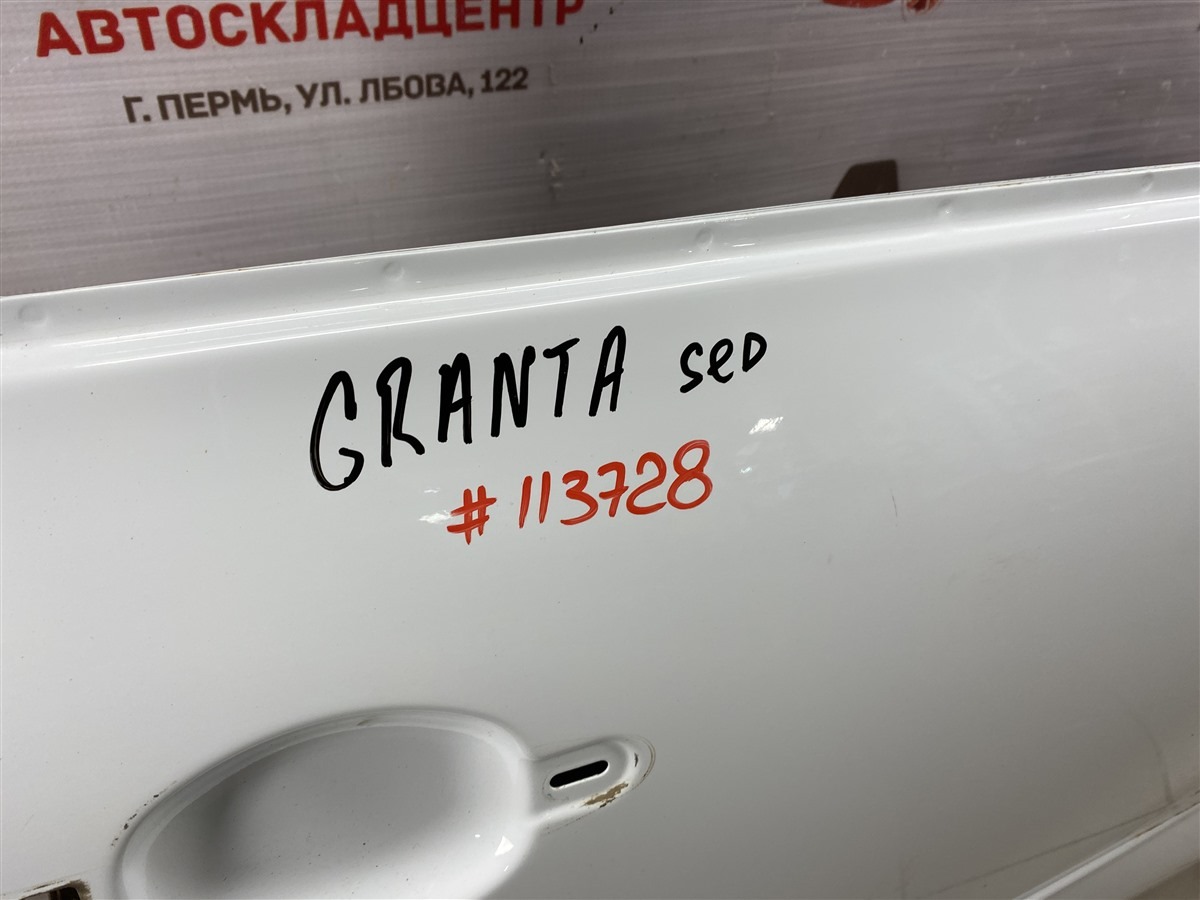 АВТОСКЛАДЦЕНТР
Г. ПЕРМЬ, УЛ. ЛБОВА, 122
GRANTA SeD
#113728